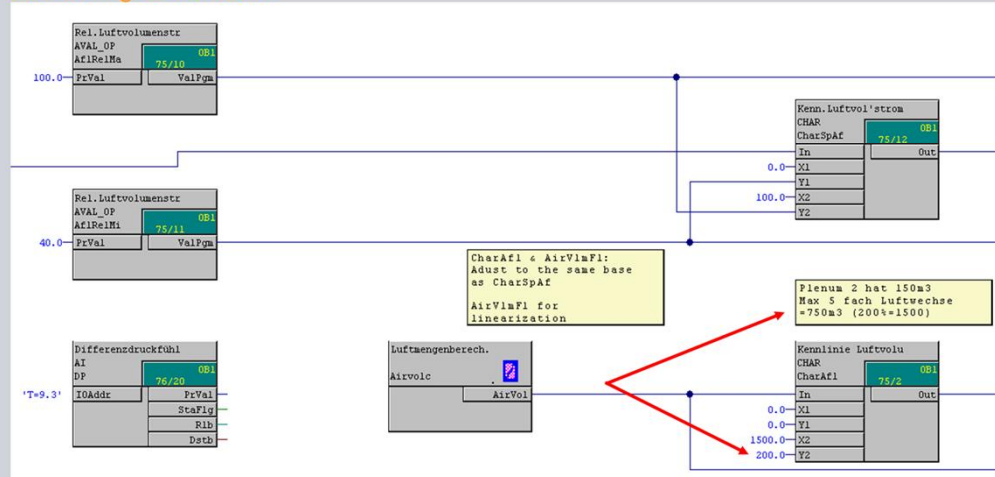 Rel.Luftvolumenstr
AVAL_OP
AflRelMa
OB1
75/10
100.0
PrVal
ValPgm
Kenn.Luftvol'strom
CHAR
CharSpAf
OB1
75/12
In
Out
0.0
X1
Y1
100.0
X2
Y2
Rel.Luftvolumenstr
AVAL_OP
AflRelMi
OB1
75/11
40.0
PrVal
ValPgm
CharAfl & AirVlmFl:
Adust to the same base
as CharSpAf
AirVlmFl for
linearization
Plenum 2 hat 150m3
Max 5 fach Luftwechse
=750m3 (200%=1500)
Differenzdruckfühl
AI
DP
OB1
76/20
'T=9.3'
IOAddr
PrVal
StaFlg
Rlb
Dstb
Luftmengenberech.
Airvolc
AirVol
Kennlinie Luftvolu
CHAR
CharAfl
OB1
75/2
In
Out
0.0
X1
0.0
Y1
1500.0
X2
200.0
Y2